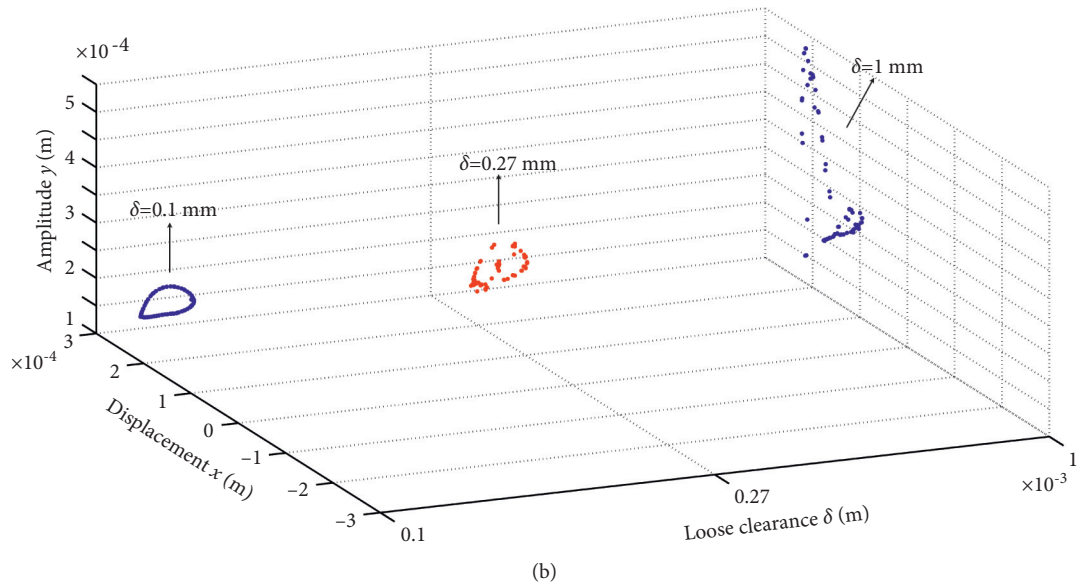 ×10⁻⁴
5
4
3
2
1
Amplitude y (m)
δ=0.1 mm
δ=0.27 mm
δ=1 mm
3
×10⁻⁴
2
1
0
−1
−2
−3
Displacement x (m)
0.1
0.27
1
×10⁻³
Loose clearance δ (m)
(b)